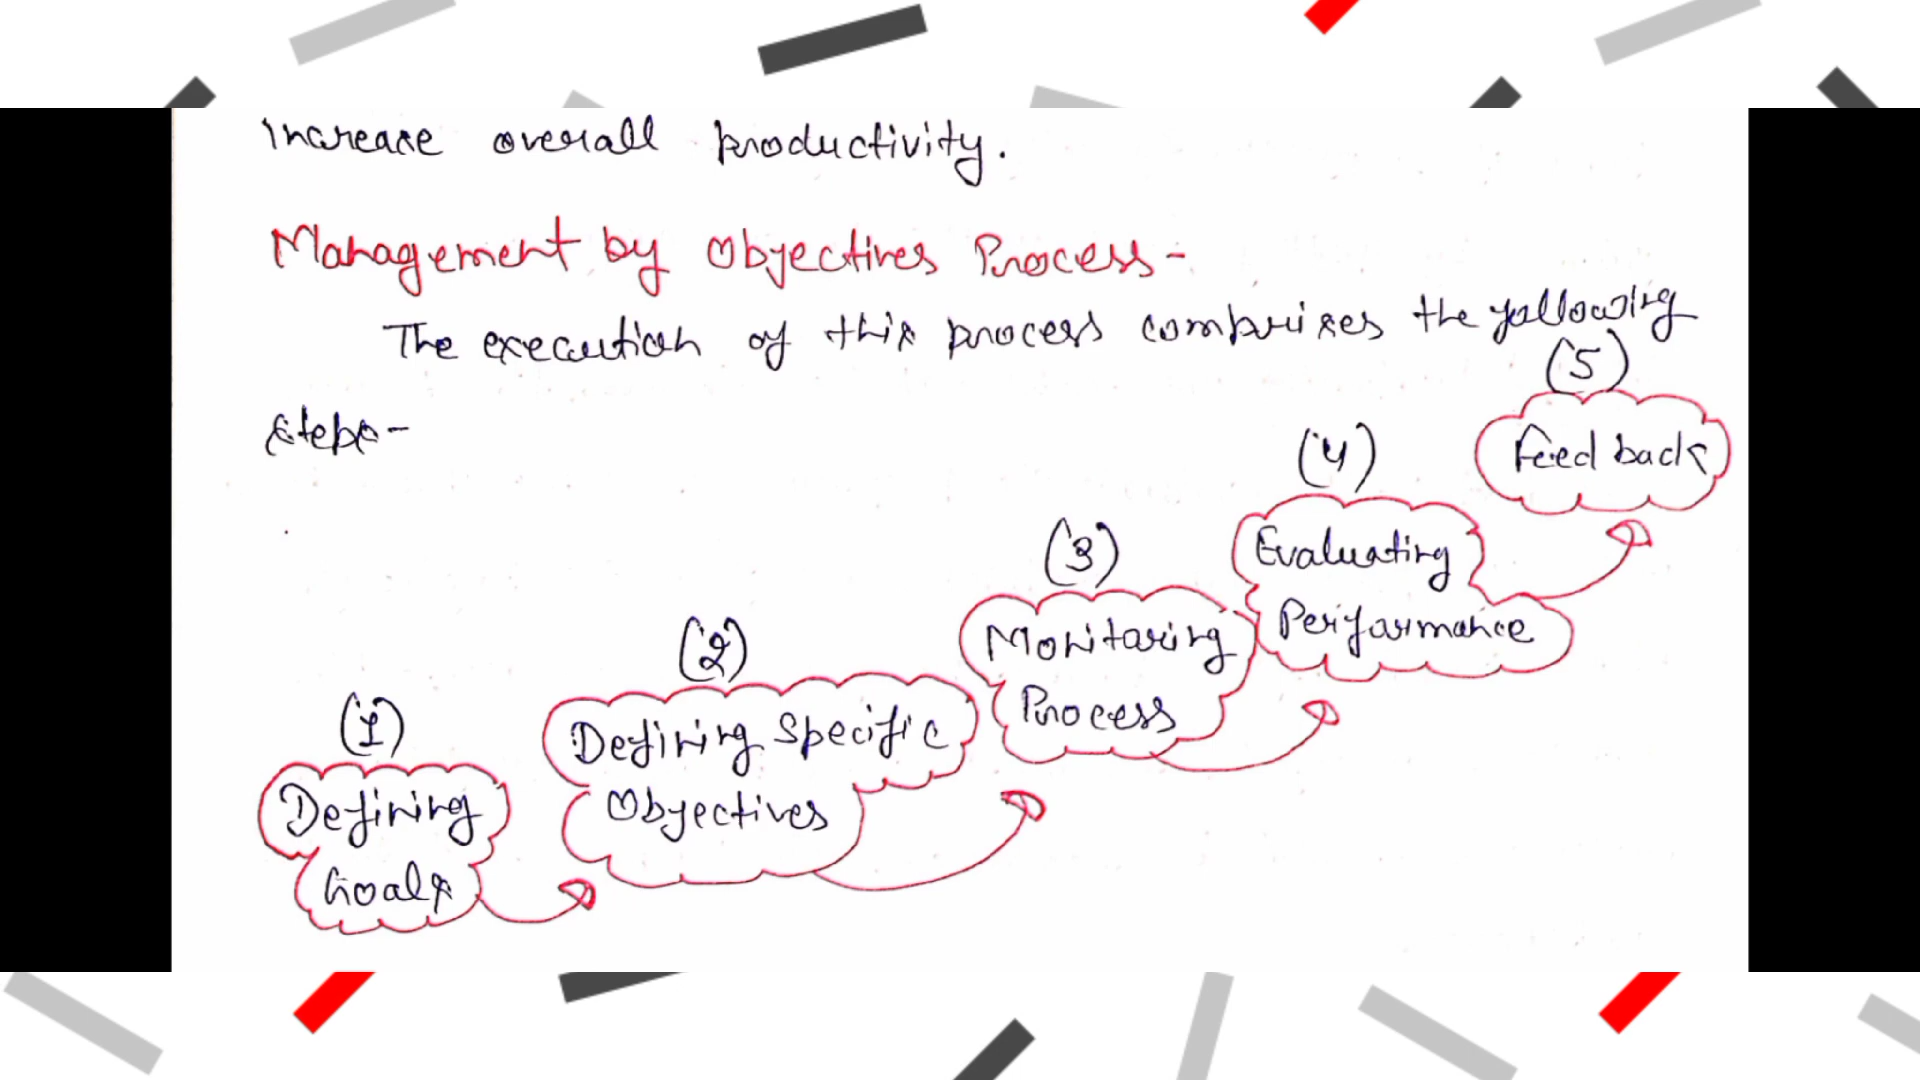 Increase overall productivity.
Management by Objectives Process-
The execution of this process comprises the following
steps-
(1)
Defining
Goals
(2)
Defining Specific
Objectives
(3)
Monitoring
Process
(4)
Evaluating
Performance
(5)
Feed back